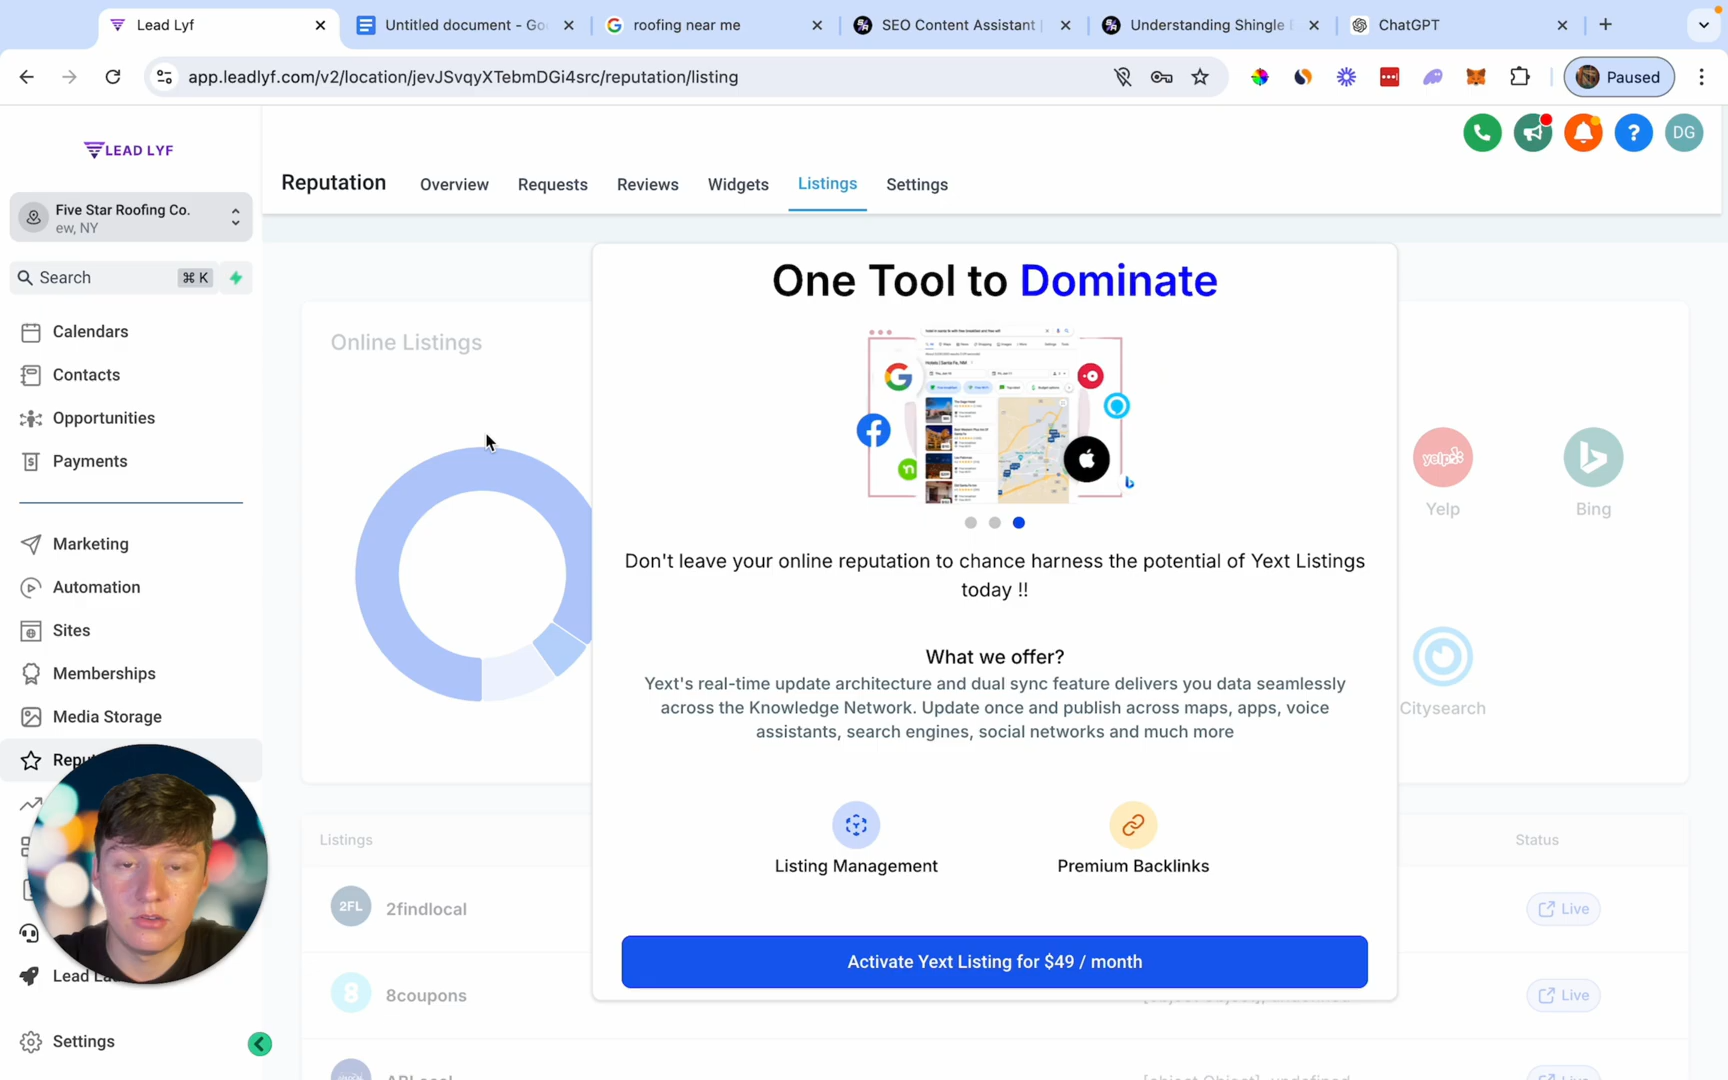 Lead Lyf
Untitled document - Goo
roofing near me
SEO Content Assistant |
Understanding Shingle
ChatGPT
app.leadlyf.com/v2/location/jevJSvqyXTebmDGi4src/reputation/listing
Paused
LEAD LYF
Five Star Roofing Co.
ew, NY
Search
⌘ K
Calendars
Contacts
Opportunities
Payments
Marketing
Automation
Sites
Memberships
Media Storage
Repu
Lead La
Settings
Reputation
Overview
Requests
Reviews
Widgets
Listings
Settings
DG
Online Listings
One Tool to Dominate
Don't leave your online reputation to chance harness the potential of Yext Listings
today !!
What we offer?
Yext's real-time update architecture and dual sync feature delivers you data seamlessly
across the Knowledge Network. Update once and publish across maps, apps, voice
assistants, search engines, social networks and much more
Listing Management
Premium Backlinks
Activate Yext Listing for $49 / month
yelp
Yelp
Bing
Citysearch
Listings
Status
2FL
2findlocal
Live
8
8coupons
Live